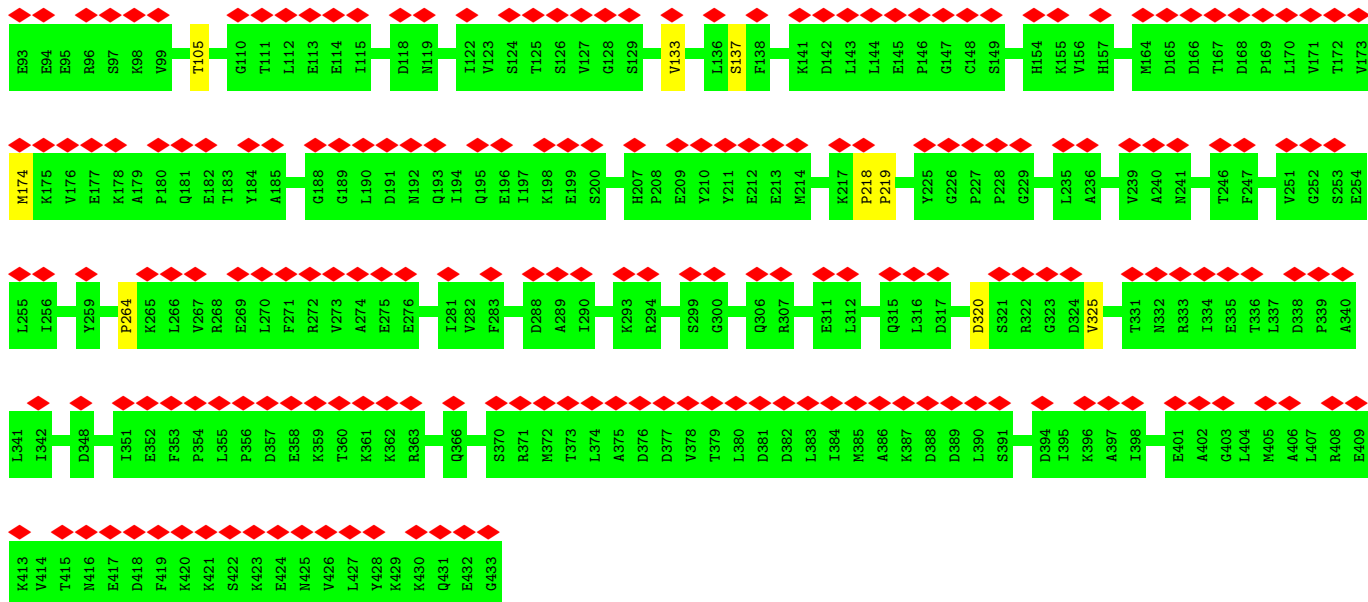 E93 E94 E95 R96 S97 K98 V99 T105 G110 T111 L112 E113 E114 I115 D118 N119 I122 V123 S124 T125 S126 V127 G128 S129 V133 L136 S137 F138 K141 D142 L143 L144 E145 P146 G147 C148 S149 H154 K155 V156 H157 M164 D165 D166 T167 D168 P169 L170 V171 T172 V173
M174 K175 V176 E177 K178 A179 P180 Q181 E182 T183 Y184 A185 G188 G189 L190 D191 N192 Q193 I194 Q195 E196 I197 K198 E199 S200 H207 P208 E209 Y210 Y211 E212 E213 M214 K217 P218 P219 Y225 G226 P227 P228 G229 L235 A236 V239 A240 N241 T246 F247 V251 G252 S253 E254
L255 I256 Y259 P264 K265 L266 V267 R268 E269 L270 F271 R272 V273 A274 E275 E276 I281 V282 F283 D288 A289 I290 K293 R294 S299 G300 Q306 R307 E311 L312 Q315 L316 D317 D320 S321 R322 G323 D324 V325 T331 N332 R333 I334 E335 T336 L337 D338 P339 A340
L341 I342 D348 I351 E352 F353 P354 L355 P356 D357 E358 K359 T360 K361 K362 R363 Q366 S370 R371 M372 T373 L374 A375 D376 D377 V378 T379 L380 D381 D382 L383 I384 M385 A386 K387 D388 D389 L390 S391 D394 I395 K396 A397 I398 E401 A402 G403 L404 M405 A406 L407 R408 E409
K413 V414 T415 N416 E417 D418 F419 K420 K421 S422 K423 E424 N425 V426 L427 Y428 K429 K430 Q431 E432 G433